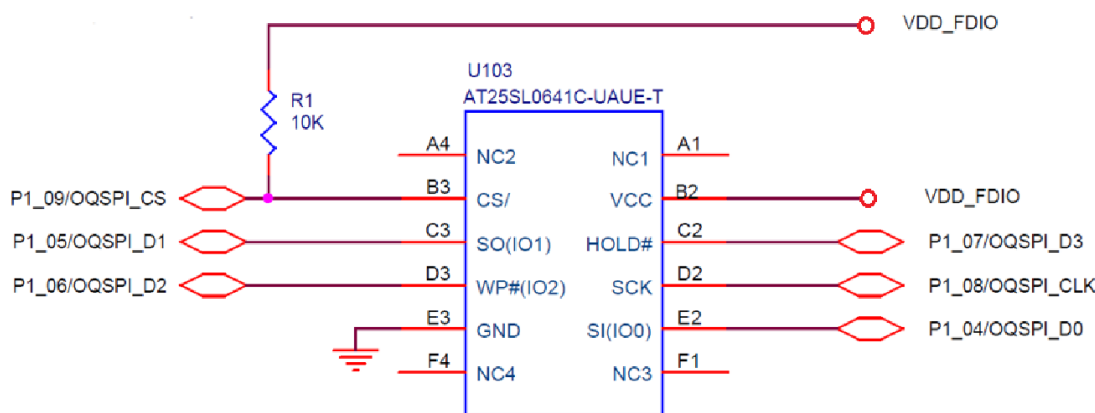 VDD_FDIO
U103
AT25SL0641C-UAUE-T
R1
10K
A4
NC2
NC1
A1
P1_09/OQSPI_CS
B3
CS/
VCC
B2
VDD_FDIO
P1_05/OQSPI_D1
C3
SO(IO1)
HOLD#
C2
P1_07/OQSPI_D3
P1_06/OQSPI_D2
D3
WP#(IO2)
SCK
D2
P1_08/OQSPI_CLK
E3
GND
SI(IO0)
E2
P1_04/OQSPI_D0
F4
NC4
NC3
F1